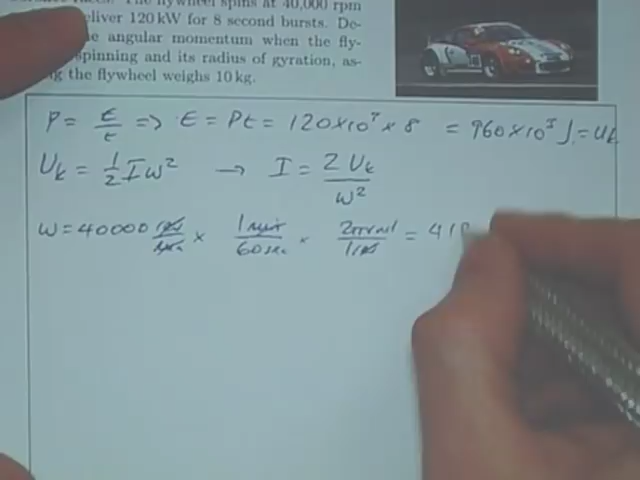 The flywheel spins at 40,000 rpm
eliver 120 kW for 8 second bursts. De-
e angular momentum when the fly-
spinning and its radius of gyration, as-
g the flywheel weighs 10 kg.
P = E/t => E = Pt = 120×10³ × 8 = 960×10³ J = Uk
Uk = 1/2 Iω² → I = 2 Uk/ω²
ω = 40000 rev/min × 1 min/60 sec × 2π rad/1 rev = 41